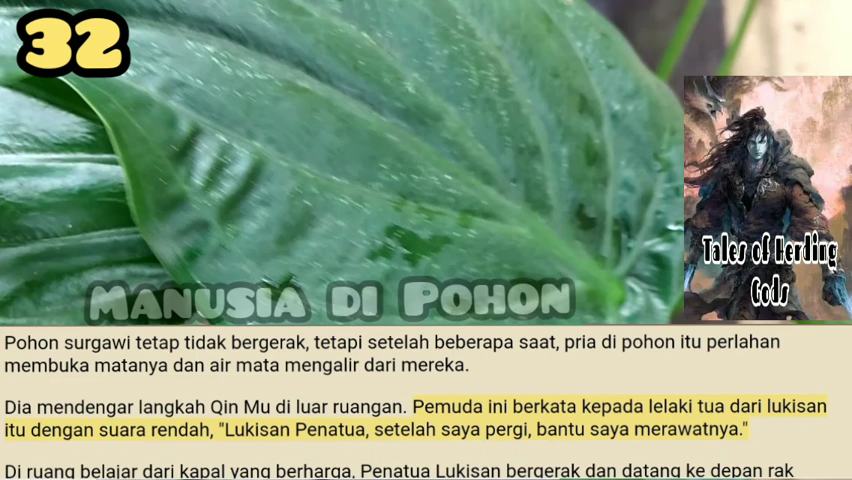 32
Tales of Herding
Gods
MANUSIA DI POHON
Pohon surgawi tetap tidak bergerak, tetapi setelah beberapa saat, pria di pohon itu perlahan
membuka matanya dan air mata mengalir dari mereka.
Dia mendengar langkah Qin Mu di luar ruangan. Pemuda ini berkata kepada lelaki tua dari lukisan
itu dengan suara rendah, "Lukisan Penatua, setelah saya pergi, bantu saya merawatnya."
Di ruang belajar dari kapal yang berharga, Penatua Lukisan bergerak dan datang ke depan rak